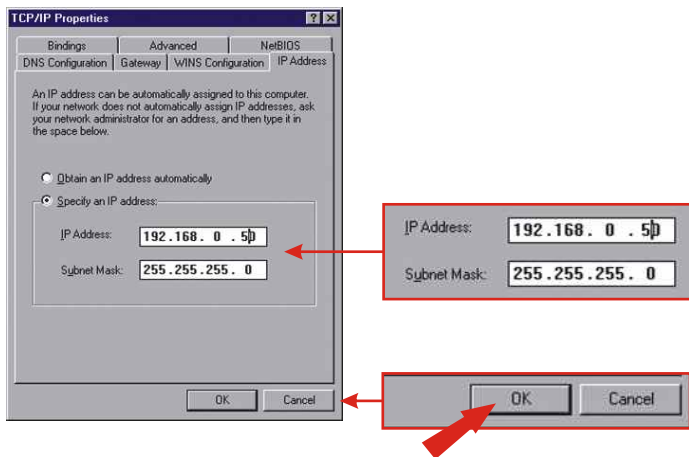 TCP/IP Properties
Bindings Advanced NetBIOS
DNS Configuration Gateway WINS Configuration IP Address
An IP address can be automatically assigned to this computer.
If your network does not automatically assign IP addresses, ask
your network administrator for an address, and then type it in
the space below.
Obtain an IP address automatically
Specify an IP address:
IP Address: 192.168. 0 .50
Subnet Mask: 255.255.255. 0
OK Cancel
IP Address: 192.168. 0 .50
Subnet Mask: 255.255.255. 0
OK Cancel